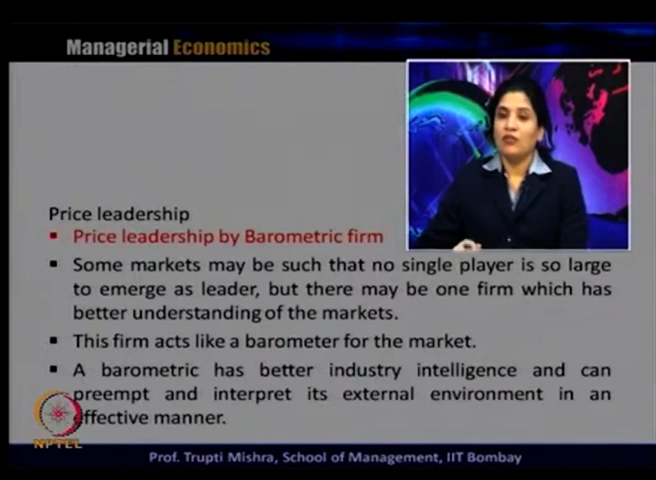 Managerial Economics
Price leadership
▪ Price leadership by Barometric firm
▪ Some markets may be such that no single player is so large
to emerge as leader, but there may be one firm which has
better understanding of the markets.
▪ This firm acts like a barometer for the market.
▪ A barometric has better industry intelligence and can
preempt and interpret its external environment in an
effective manner.
NPTEL
Prof. Trupti Mishra, School of Management, IIT Bombay